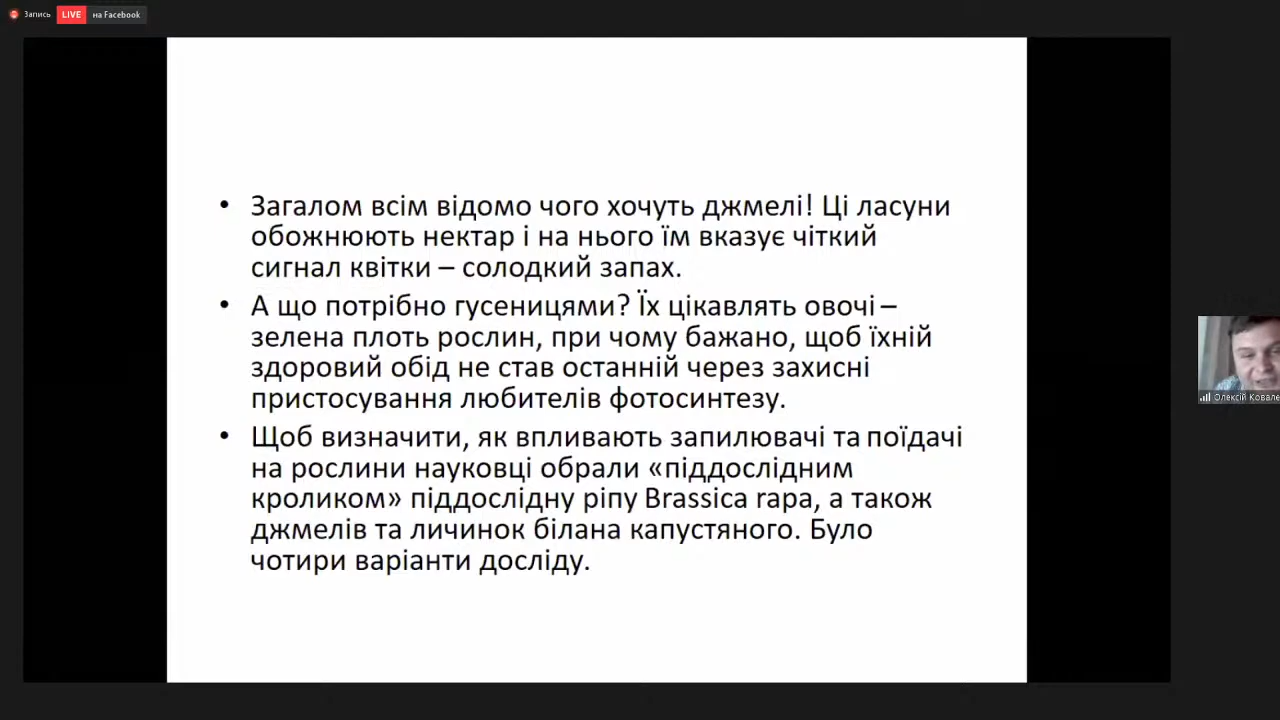 Запись
LIVE на Facebook
• Загалом всім відомо чого хочуть джмелі! Ці ласуни
обожнюють нектар і на нього їм вказує чіткий
сигнал квітки – солодкий запах.
• А що потрібно гусеницями? Їх цікавлять овочі –
зелена плоть рослин, при чому бажано, щоб їхній
здоровий обід не став останній через захисні
пристосування любителів фотосинтезу.
• Щоб визначити, як впливають запилювачі та поїдачі
на рослини науковці обрали «піддослідним
кроликом» піддослідну ріпу Brassica rapa, а також
джмелів та личинок білана капустяного. Було
чотири варіанти досліду.
Олексій Ковале